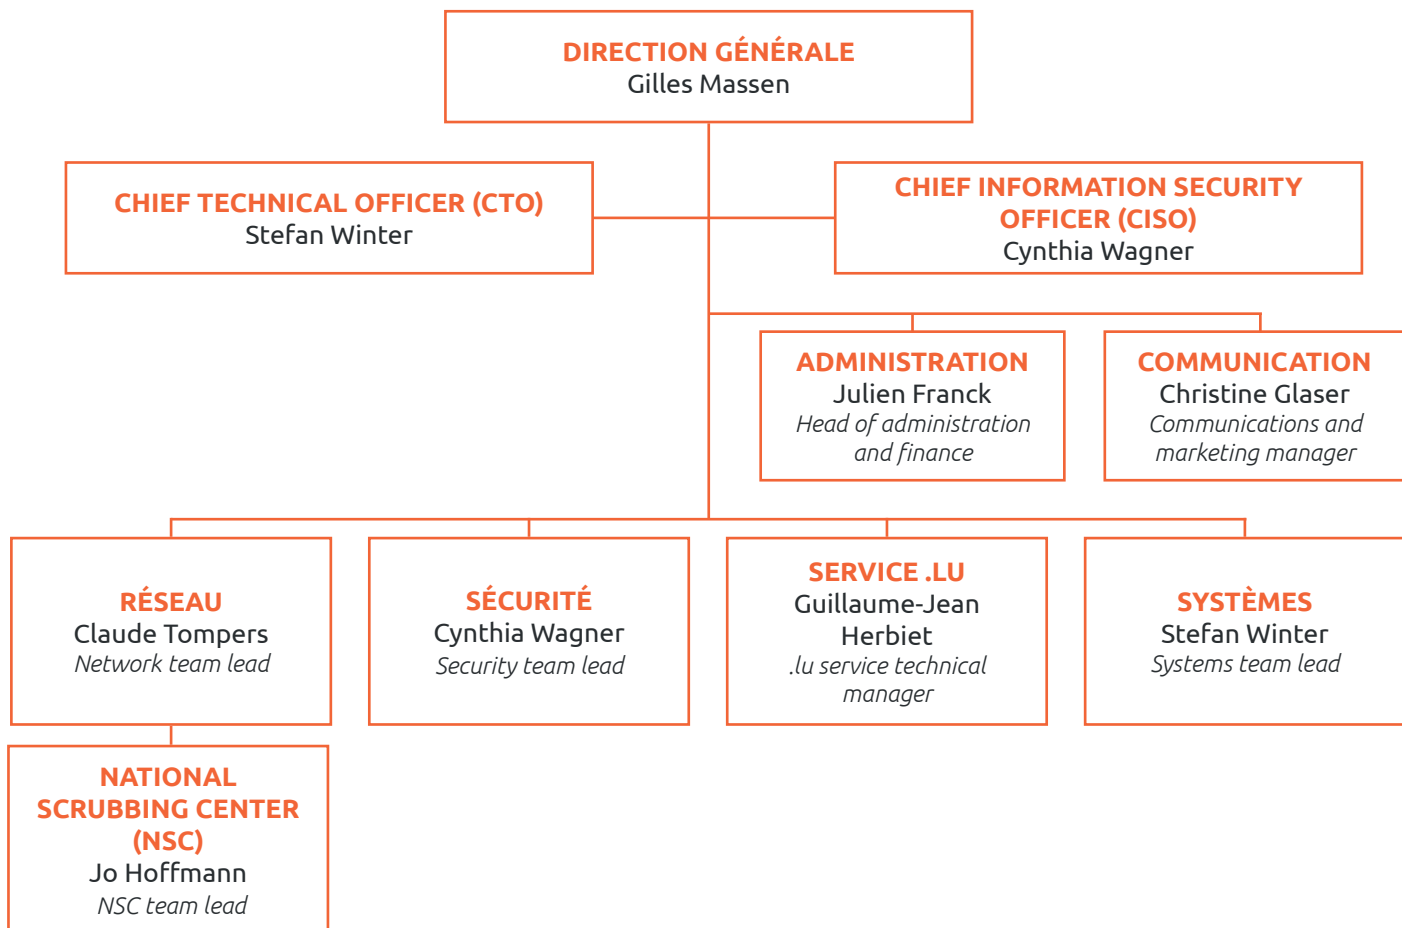 DIRECTION GÉNÉRALE
Gilles Massen
CHIEF TECHNICAL OFFICER (CTO)
Stefan Winter
CHIEF INFORMATION SECURITY
OFFICER (CISO)
Cynthia Wagner
ADMINISTRATION
Julien Franck
Head of administration
and finance
COMMUNICATION
Christine Glaser
Communications and
marketing manager
RÉSEAU
Claude Tompers
Network team lead
SÉCURITÉ
Cynthia Wagner
Security team lead
SERVICE .LU
Guillaume-Jean
Herbiet
.lu service technical
manager
SYSTÈMES
Stefan Winter
Systems team lead
NATIONAL
SCRUBBING CENTER
(NSC)
Jo Hoffmann
NSC team lead